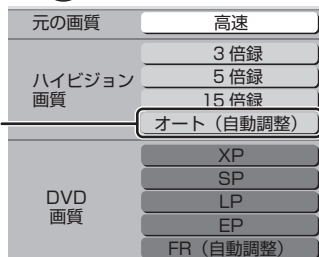 元の画質
高速
ハイビジョン
画質
3倍録
5倍録
15倍録
オート（自動調整）
DVD
画質
XP
SP
LP
EP
FR（自動調整）